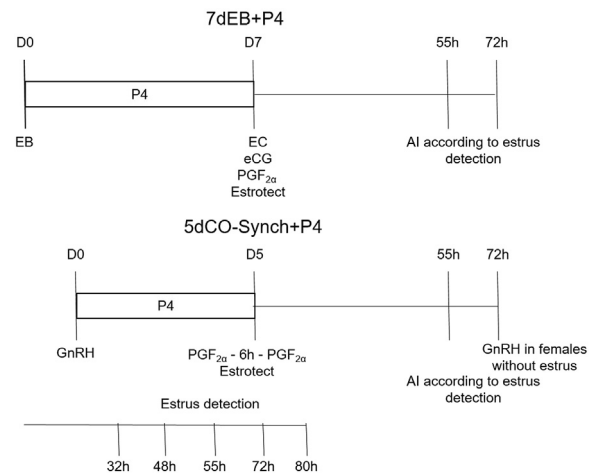 7dEB+P4
D0 D7 55h 72h
P4
EB EC AI according to estrus
eCG detection
PGF₂α
Estrotect
5dCO-Synch+P4
D0 D5 55h 72h
P4
GnRH PGF₂α - 6h - PGF₂α GnRH in females
Estrotect without estrus
AI according to estrus
detection
Estrus detection
32h 48h 55h 72h 80h